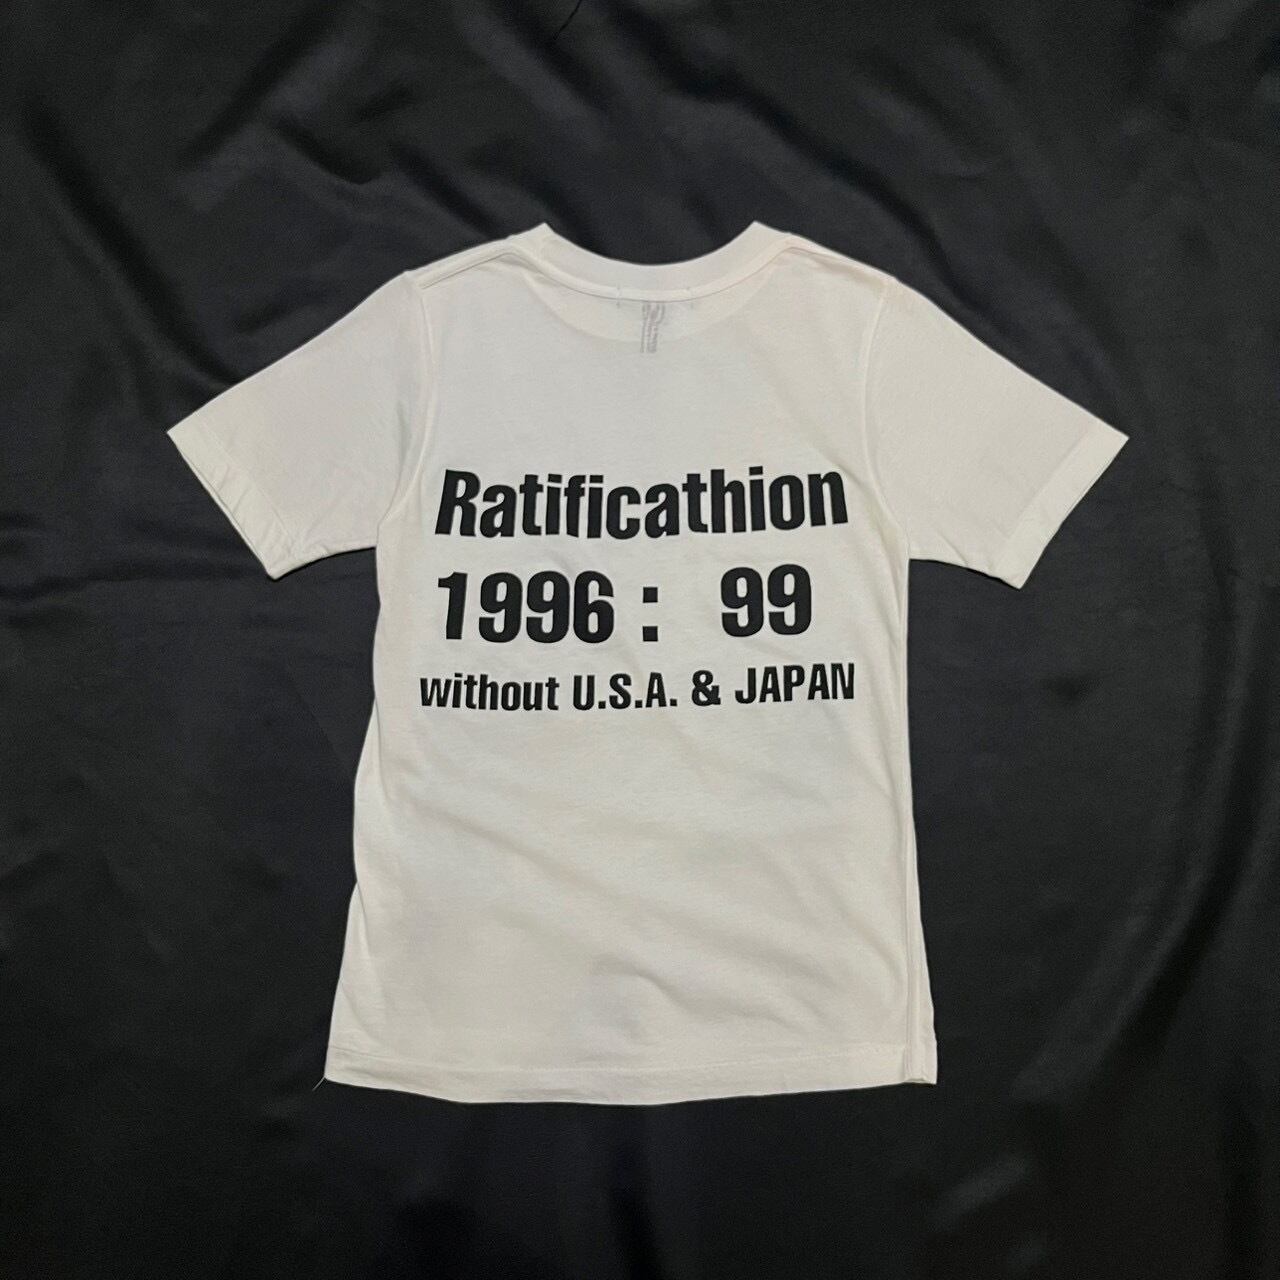 Ratificathion
1996 : 99
without U.S.A. & JAPAN